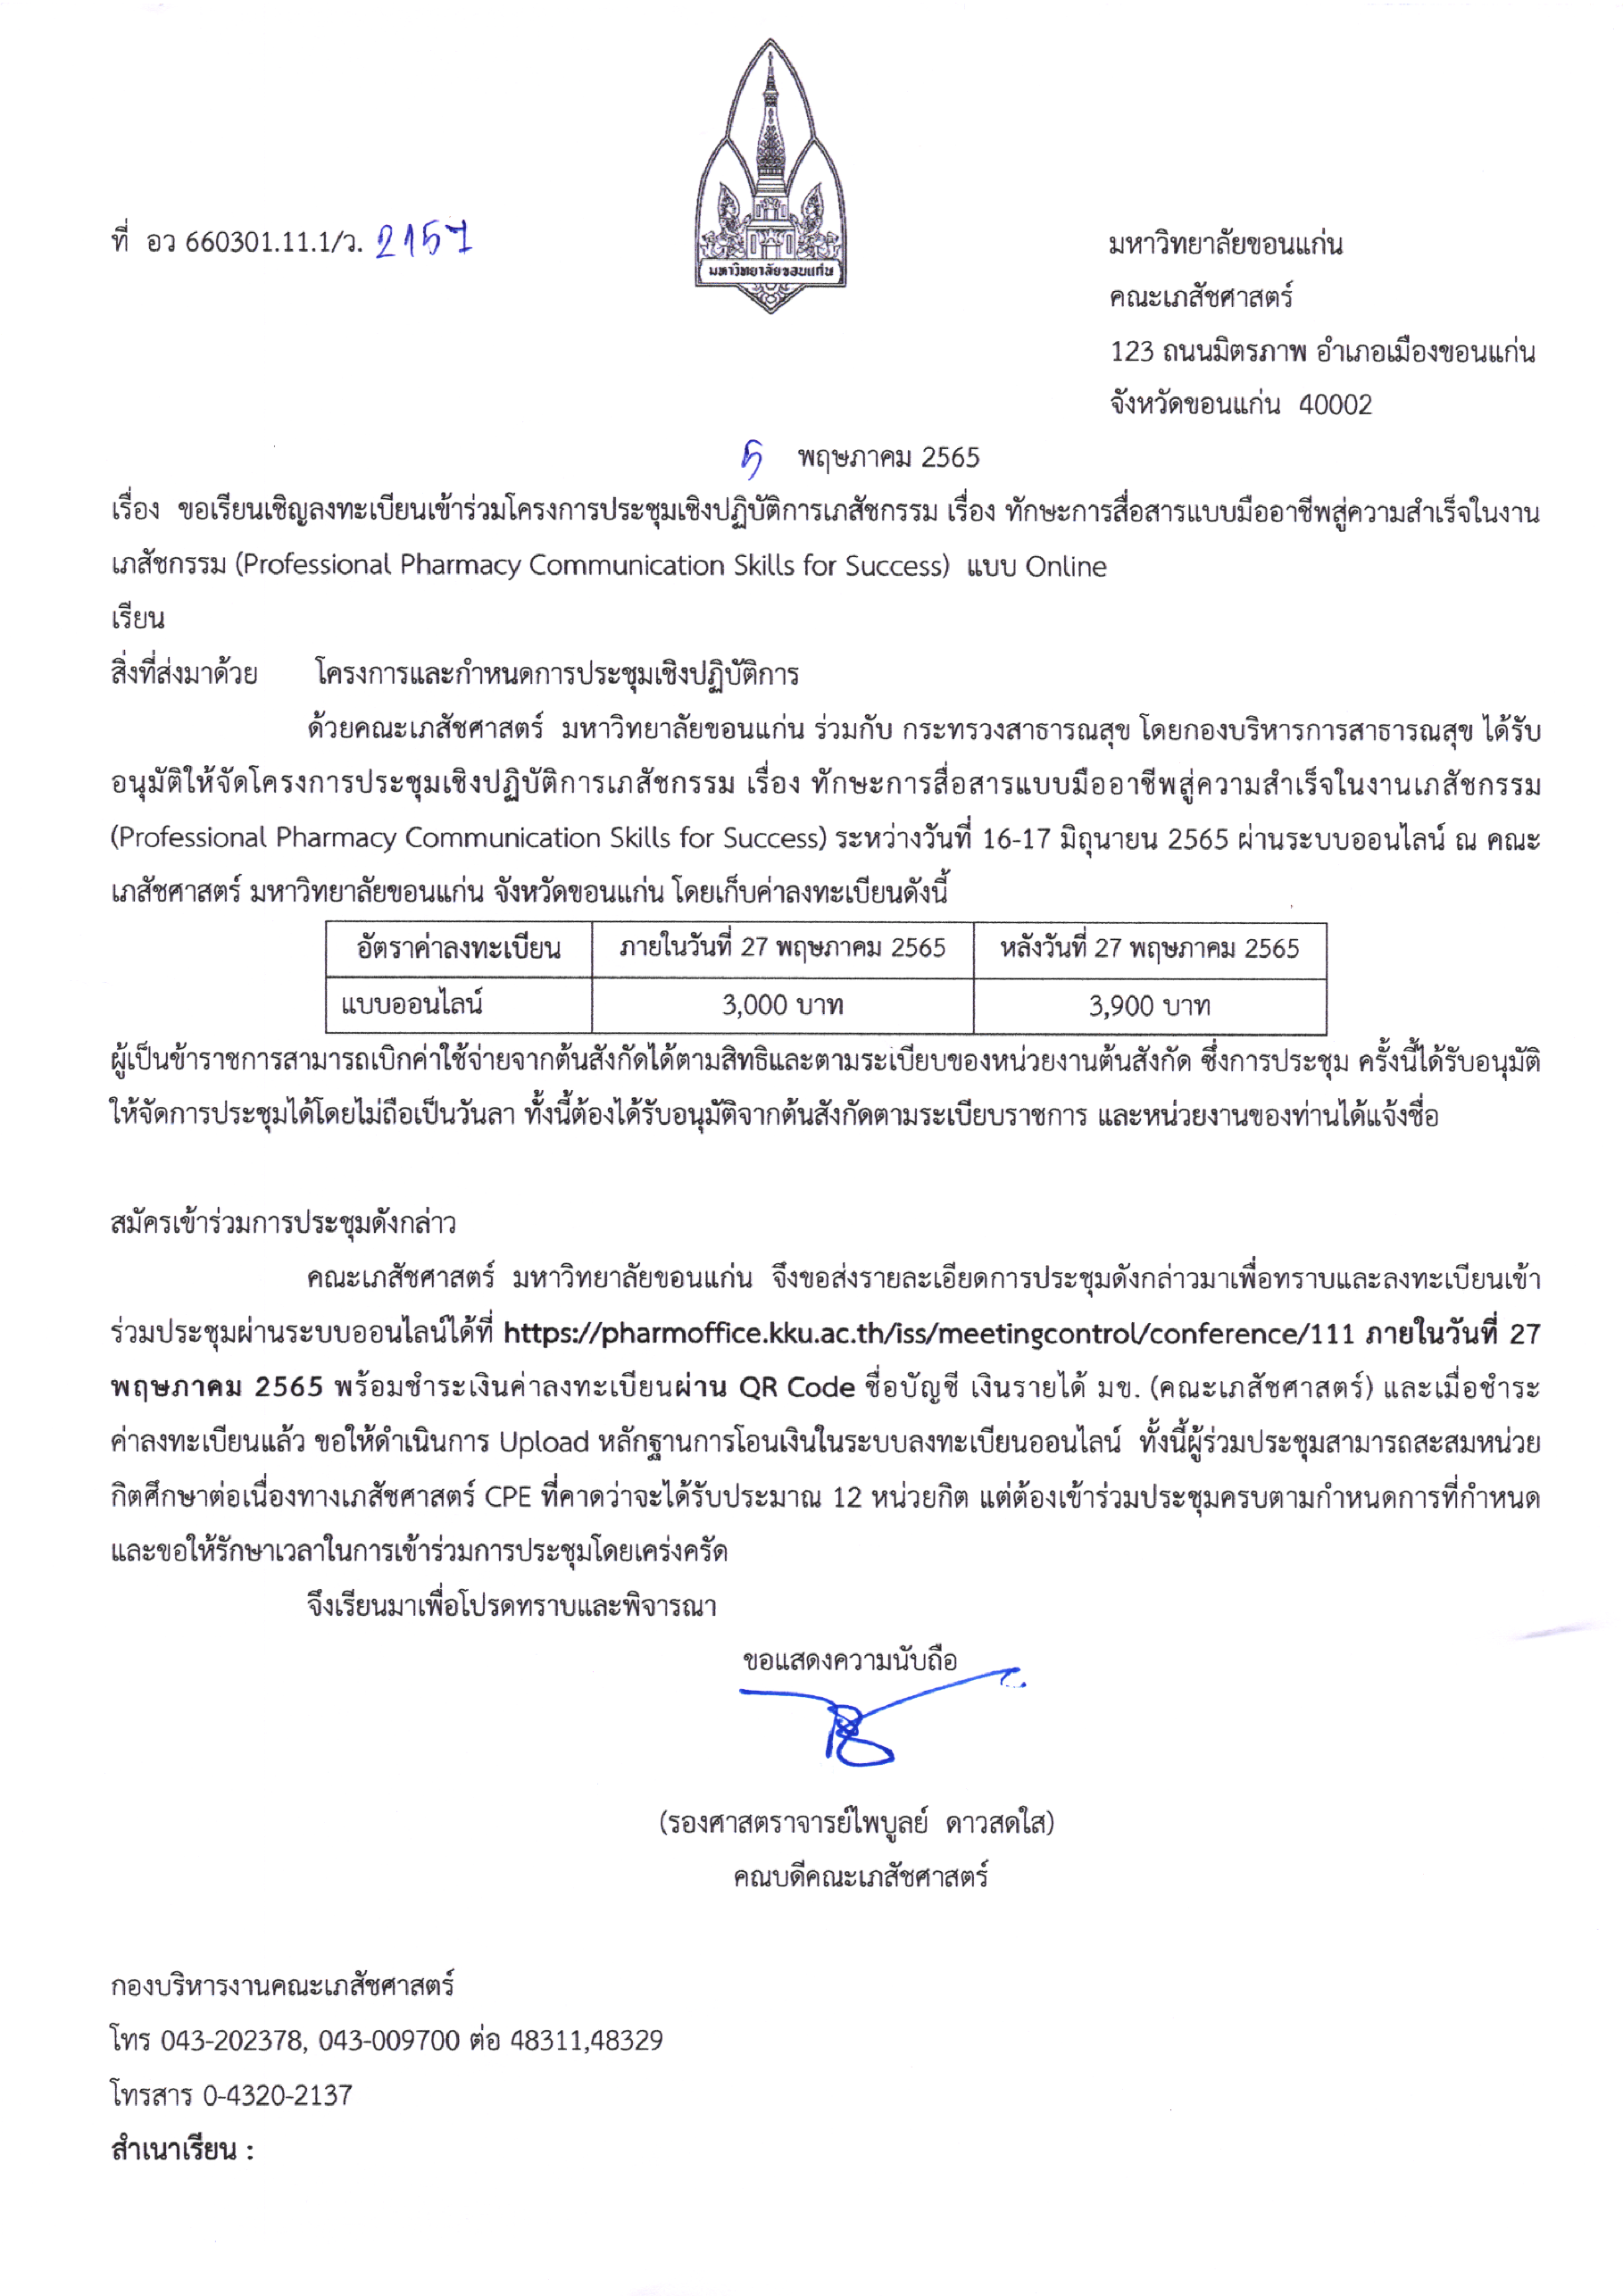 มหาวิทยาลัยขอนแก่น
ที่ อว 660301.11.1/ว. 2157
มหาวิทยาลัยขอนแก่น
คณะเภสัชศาสตร์
123 ถนนมิตรภาพ อำเภอเมืองขอนแก่น
จังหวัดขอนแก่น 40002
พฤษภาคม 2565
เรื่อง ขอเรียนเชิญลงทะเบียนเข้าร่วมโครงการประชุมเชิงปฏิบัติการเภสัชกรรม เรื่อง ทักษะการสื่อสารแบบมืออาชีพสู่ความสำเร็จในงาน
เภสัชกรรม (Professional Pharmacy Communication Skills for Success) แบบ Online
เรียน
สิ่งที่ส่งมาด้วย โครงการและกำหนดการประชุมเชิงปฏิบัติการ
ด้วยคณะเภสัชศาสตร์ มหาวิทยาลัยขอนแก่น ร่วมกับ กระทรวงสาธารณสุข โดยกองบริหารการสาธารณสุข ได้รับ
อนุมัติให้จัดโครงการประชุมเชิงปฏิบัติการเภสัชกรรม เรื่อง ทักษะการสื่อสารแบบมืออาชีพสู่ความสำเร็จในงานเภสัชกรรม
(Professional Pharmacy Communication Skills for Success) ระหว่างวันที่ 16-17 มิถุนายน 2565 ผ่านระบบออนไลน์ ณ คณะ
เภสัชศาสตร์ มหาวิทยาลัยขอนแก่น จังหวัดขอนแก่น โดยเก็บค่าลงทะเบียนดังนี้
อัตราค่าลงทะเบียน ภายในวันที่ 27 พฤษภาคม 2565 หลังวันที่ 27 พฤษภาคม 2565
แบบออนไลน์ 3,000 บาท 3,900 บาท
ผู้เป็นข้าราชการสามารถเบิกค่าใช้จ่ายจากต้นสังกัดได้ตามสิทธิและตามระเบียบของหน่วยงานต้นสังกัด ซึ่งการประชุม ครั้งนี้ได้รับอนุมัติ
ให้จัดการประชุมได้โดยไม่ถือเป็นวันลา ทั้งนี้ต้องได้รับอนุมัติจากต้นสังกัดตามระเบียบราชการ และหน่วยงานของท่านได้แจ้งชื่อ
สมัครเข้าร่วมการประชุมดังกล่าว
คณะเภสัชศาสตร์ มหาวิทยาลัยขอนแก่น จึงขอส่งรายละเอียดการประชุมดังกล่าวมาเพื่อทราบและลงทะเบียนเข้า
ร่วมประชุมผ่านระบบออนไลน์ได้ที่ https://pharmoffice.kku.ac.th/iss/meetingcontrol/conference/111 ภายในวันที่ 27
พฤษภาคม 2565 พร้อมชำระเงินค่าลงทะเบียนผ่าน QR Code ชื่อบัญชี เงินรายได้ มข. (คณะเภสัชศาสตร์) และเมื่อชำระ
ค่าลงทะเบียนแล้ว ขอให้ดำเนินการ Upload หลักฐานการโอนเงินในระบบลงทะเบียนออนไลน์ ทั้งนี้ผู้ร่วมประชุมสามารถสะสมหน่วย
กิตศึกษาต่อเนื่องทางเภสัชศาสตร์ CPE ที่คาดว่าจะได้รับประมาณ 12 หน่วยกิต แต่ต้องเข้าร่วมประชุมครบตามกำหนดการที่กำหนด
และขอให้รักษาเวลาในการเข้าร่วมการประชุมโดยเคร่งครัด
จึงเรียนมาเพื่อโปรดทราบและพิจารณา
ขอแสดงความนับถือ
(รองศาสตราจารย์ไพบูลย์ ดาวสดใส)
คณบดีคณะเภสัชศาสตร์
กองบริหารงานคณะเภสัชศาสตร์
โทร 043-202378, 043-009700 ต่อ 48311,48329
โทรสาร 0-4320-2137
สำเนาเรียน :